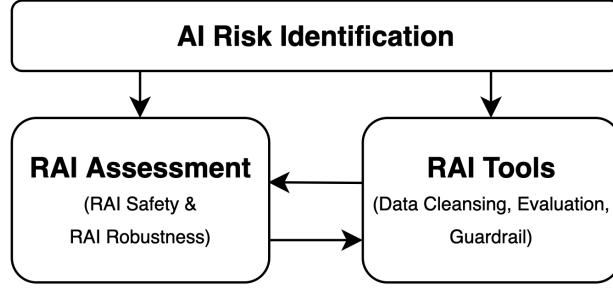 AI Risk Identification
RAI Assessment
(RAI Safety &
RAI Robustness)
RAI Tools
(Data Cleansing, Evaluation,
Guardrail)